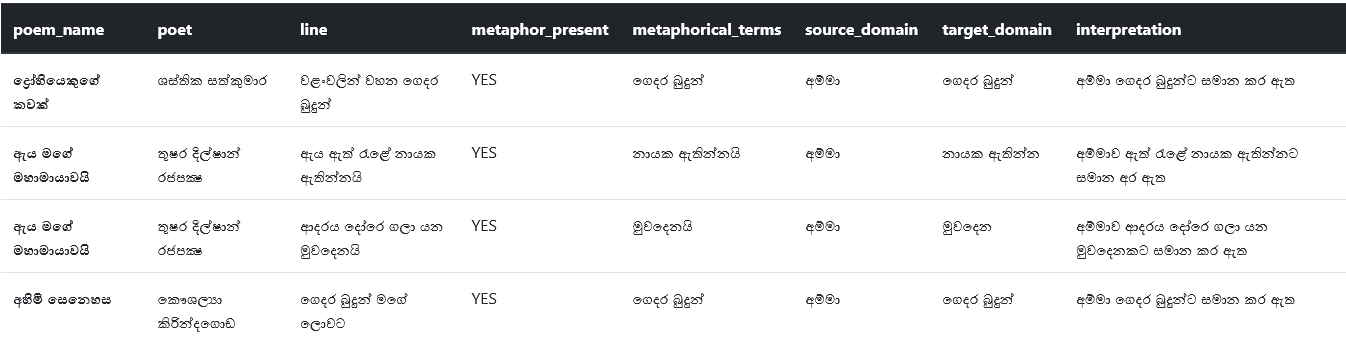 poem_name poet line metaphor_present metaphorical_terms source_domain target_domain interpretation
ද්‍රෝහියෙකුගේ ශස්තික සත්කුමාර වළංවලින් වහන ගෙදර YES ගෙදර බුදුන් අම්මා ගෙදර බුදුන් අම්මා ගෙදර බුදුන්ට සමාන කර ඇත
කවක් බුදුන්
ඇය මගේ තුෂර දිල්ෂාන් ඇය ඇත් රැළේ නායක YES නායක ඇතින්නයි අම්මා නායක ඇතින්න අම්මාව ඇත් රැළේ නායක ඇතින්නට
මහාමායාවයි රජපක්‍ෂ ඇතින්නයි සමාන අර ඇත
ඇය මගේ තුෂර දිල්ෂාන් ආදරය දෝරෙ ගලා යන YES මුවදෙනයි අම්මා මුවදෙන අම්මාව ආදරය දෝරෙ ගලා යන
මහාමායාවයි රජපක්‍ෂ මුවදෙනයි මුවදෙනකට සමාන කර ඇත
අහිමි සෙනෙහස කෞශල්‍යා ගෙදර බුදුන් මගේ YES ගෙදර බුදුන් අම්මා ගෙදර බුදුන් අම්මා ගෙදර බුදුන්ට සමාන කර ඇත
කිරින්දගොඩ ලොවට